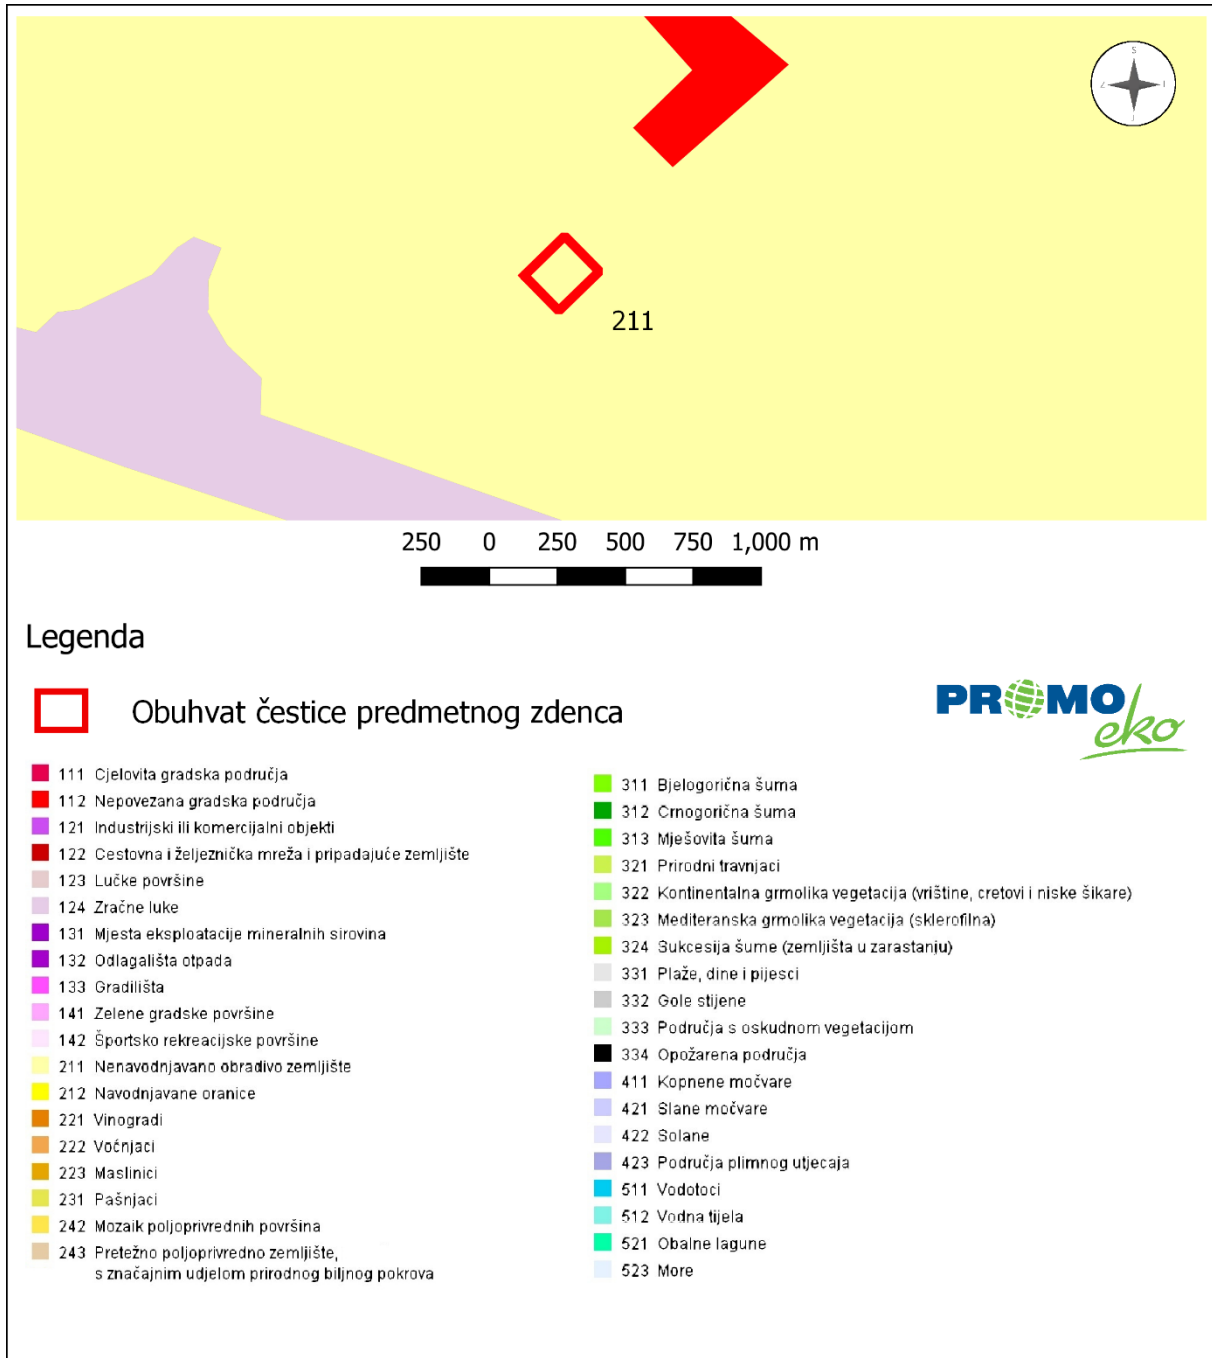 S
Z
I
J
211
250 0 250 500 750 1,000 m
Legenda
Obuhvat čestice predmetnog zdenca
PROMO
eko
111 Cjelovita gradska područja
112 Nepovezana gradska područja
121 Industrijski ili komercijalni objekti
122 Cestovna i željeznička mreža i pripadajuće zemljište
123 Lučke površine
124 Zračne luke
131 Mjesta eksploatacije mineralnih sirovina
132 Odlagališta otpada
133 Gradilišta
141 Zelene gradske površine
142 Športsko rekreacijske površine
211 Nenavodnjavano obradivo zemljište
212 Navodnjavane oranice
221 Vinogradi
222 Voćnjaci
223 Maslinici
231 Pašnjaci
242 Mozaik poljoprivrednih površina
243 Pretežno poljoprivredno zemljište,
s značajnim udjelom prirodnog biljnog pokrova
311 Bjelogorična šuma
312 Crnogorična šuma
313 Mješovita šuma
321 Prirodni travnjaci
322 Kontinentalna grmolika vegetacija (vrištine, cretovi i niske šikare)
323 Mediteranska grmolika vegetacija (sklerofilna)
324 Sukcesija šume (zemljišta u zarastanju)
331 Plaže, dine i pijesci
332 Gole stijene
333 Područja s oskudnom vegetacijom
334 Opožarena područja
411 Kopnene močvare
421 Slane močvare
422 Solane
423 Područja plimnog utjecaja
511 Vodotoci
512 Vodna tijela
521 Obalne lagune
523 More